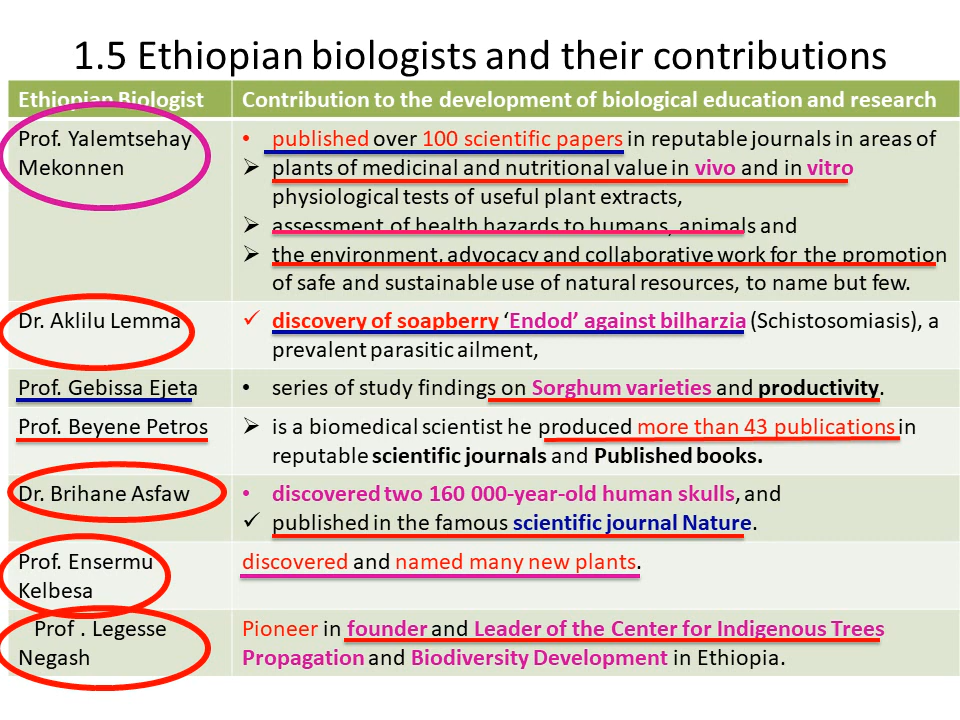 1.5 Ethiopian biologists and their contributions
Ethiopian Biologist
Contribution to the development of biological education and research
Prof. Yalemtsehay
Mekonnen
• published over 100 scientific papers in reputable journals in areas of
➢ plants of medicinal and nutritional value in vivo and in vitro
physiological tests of useful plant extracts,
➢ assessment of health hazards to humans, animals and
➢ the environment, advocacy and collaborative work for the promotion
of safe and sustainable use of natural resources, to name but few.
Dr. Aklilu Lemma
✓ discovery of soapberry ‘Endod’ against bilharzia (Schistosomiasis), a
prevalent parasitic ailment,
Prof. Gebissa Ejeta
• series of study findings on Sorghum varieties and productivity.
Prof. Beyene Petros
➢ is a biomedical scientist he produced more than 43 publications in
reputable scientific journals and Published books.
Dr. Brihane Asfaw
• discovered two 160 000-year-old human skulls, and
✓ published in the famous scientific journal Nature.
Prof. Ensermu
Kelbesa
discovered and named many new plants.
Prof . Legesse
Negash
Pioneer in founder and Leader of the Center for Indigenous Trees
Propagation and Biodiversity Development in Ethiopia.